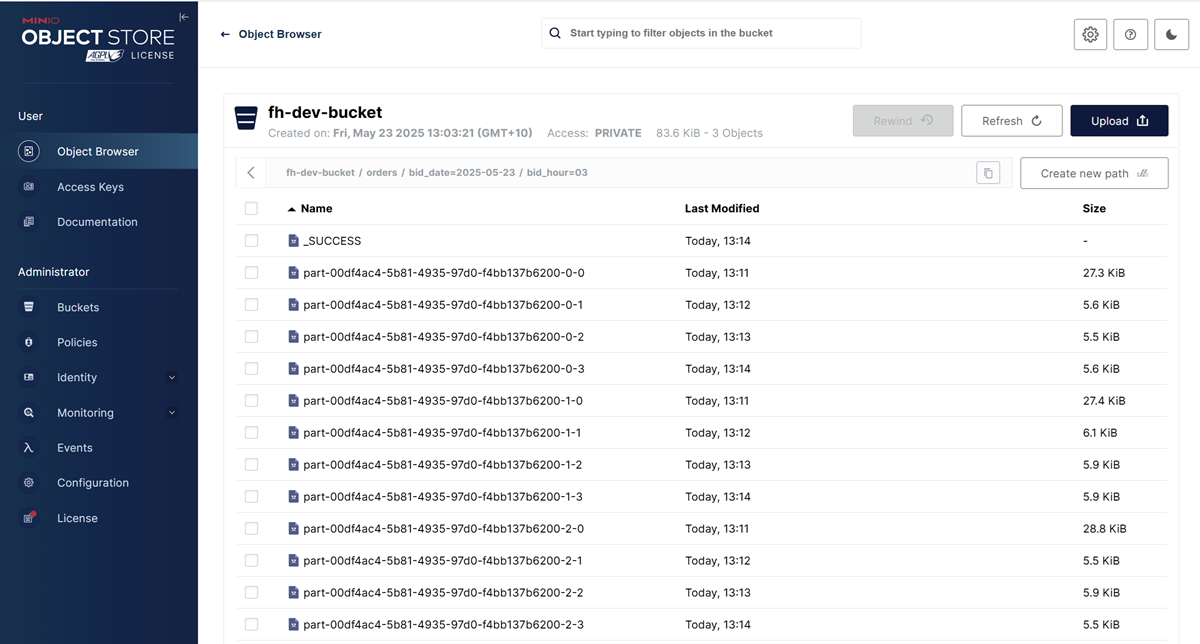 MINIO
OBJECT STORE
AGPLv3 LICENSE
User
Object Browser
Access Keys
Documentation
Administrator
Buckets
Policies
Identity
Monitoring
Events
Configuration
License
← Object Browser
Start typing to filter objects in the bucket
fh-dev-bucket
Created on: Fri, May 23 2025 13:03:21 (GMT+10) Access: PRIVATE 83.6 KiB - 3 Objects
Rewind
Refresh
Upload
fh-dev-bucket / orders / bid_date=2025-05-23 / bid_hour=03
Create new path
Name Last Modified Size
_SUCCESS Today, 13:14 -
part-00df4ac4-5b81-4935-97d0-f4bb137b6200-0-0 Today, 13:11 27.3 KiB
part-00df4ac4-5b81-4935-97d0-f4bb137b6200-0-1 Today, 13:12 5.6 KiB
part-00df4ac4-5b81-4935-97d0-f4bb137b6200-0-2 Today, 13:13 5.5 KiB
part-00df4ac4-5b81-4935-97d0-f4bb137b6200-0-3 Today, 13:14 5.6 KiB
part-00df4ac4-5b81-4935-97d0-f4bb137b6200-1-0 Today, 13:11 27.4 KiB
part-00df4ac4-5b81-4935-97d0-f4bb137b6200-1-1 Today, 13:12 6.1 KiB
part-00df4ac4-5b81-4935-97d0-f4bb137b6200-1-2 Today, 13:13 5.9 KiB
part-00df4ac4-5b81-4935-97d0-f4bb137b6200-1-3 Today, 13:14 5.9 KiB
part-00df4ac4-5b81-4935-97d0-f4bb137b6200-2-0 Today, 13:11 28.8 KiB
part-00df4ac4-5b81-4935-97d0-f4bb137b6200-2-1 Today, 13:12 5.5 KiB
part-00df4ac4-5b81-4935-97d0-f4bb137b6200-2-2 Today, 13:13 5.9 KiB
part-00df4ac4-5b81-4935-97d0-f4bb137b6200-2-3 Today, 13:14 5.5 KiB